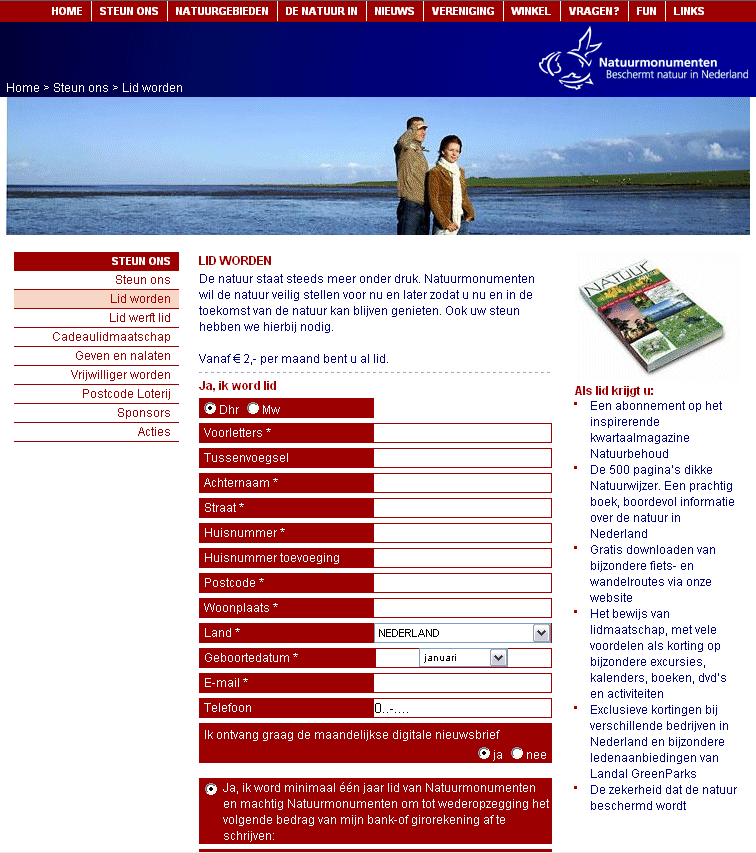 HOME STEUN ONS NATUURGEBIEDEN DE NATUUR IN NIEUWS VERENIGING WINKEL VRAGEN? FUN LINKS
Natuurmonumenten
Beschermt natuur in Nederland
Home > Steun ons > Lid worden
STEUN ONS
Steun ons
Lid worden
Lid werft lid
Cadeaulidmaatschap
Geven en nalaten
Vrijwilliger worden
Postcode Loterij
Sponsors
Acties
LID WORDEN
De natuur staat steeds meer onder druk. Natuurmonumenten
wil de natuur veilig stellen voor nu en later zodat u nu en in de
toekomst van de natuur kan blijven genieten. Ook uw steun
hebben we hierbij nodig.
Vanaf € 2,- per maand bent u al lid.
Ja, ik word lid
Dhr Mw
Voorletters *
Tussenvoegsel
Achternaam *
Straat *
Huisnummer *
Huisnummer toevoeging
Postcode *
Woonplaats *
Land * NEDERLAND
Geboortedatum * januari
E-mail *
Telefoon 0..-....
Ik ontvang graag de maandelijkse digitale nieuwsbrief
ja nee
Ja, ik word minimaal één jaar lid van Natuurmonumenten
en machtig Natuurmonumenten om tot wederopzegging het
volgende bedrag van mijn bank-of girorekening af te
schrijven:
NATUUR
Als lid krijgt u:
Een abonnement op het
inspirerende
kwartaalmagazine
Natuurbehoud
De 500 pagina's dikke
Natuurwijzer. Een prachtig
boek, boordevol informatie
over de natuur in
Nederland
Gratis downloaden van
bijzondere fiets- en
wandelroutes via onze
website
Het bewijs van
lidmaatschap, met vele
voordelen als korting op
bijzondere excursies,
kalenders, boeken, dvd's
en activiteiten
Exclusieve kortingen bij
verschillende bedrijven in
Nederland en bijzondere
ledenaanbiedingen van
Landal GreenParks
De zekerheid dat de natuur
beschermd wordt